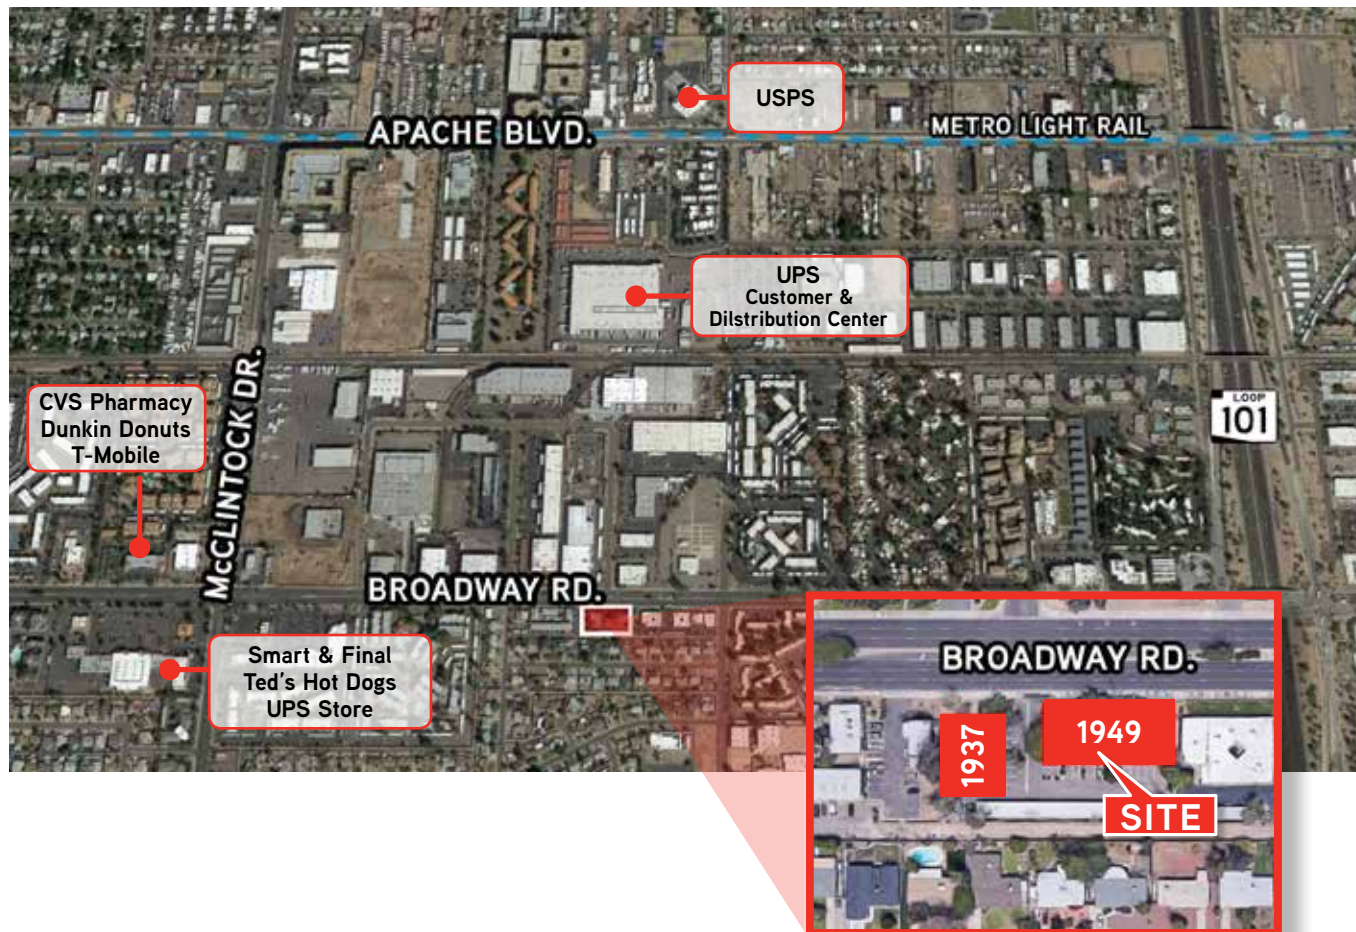 USPS
APACHE BLVD.
METRO LIGHT RAIL
UPS
Customer &
Dilstribution Center
CVS Pharmacy
Dunkin Donuts
T-Mobile
McCLINTOCK DR.
LOOP
101
BROADWAY RD.
Smart & Final
Ted's Hot Dogs
UPS Store
BROADWAY RD.
1937
1949
SITE